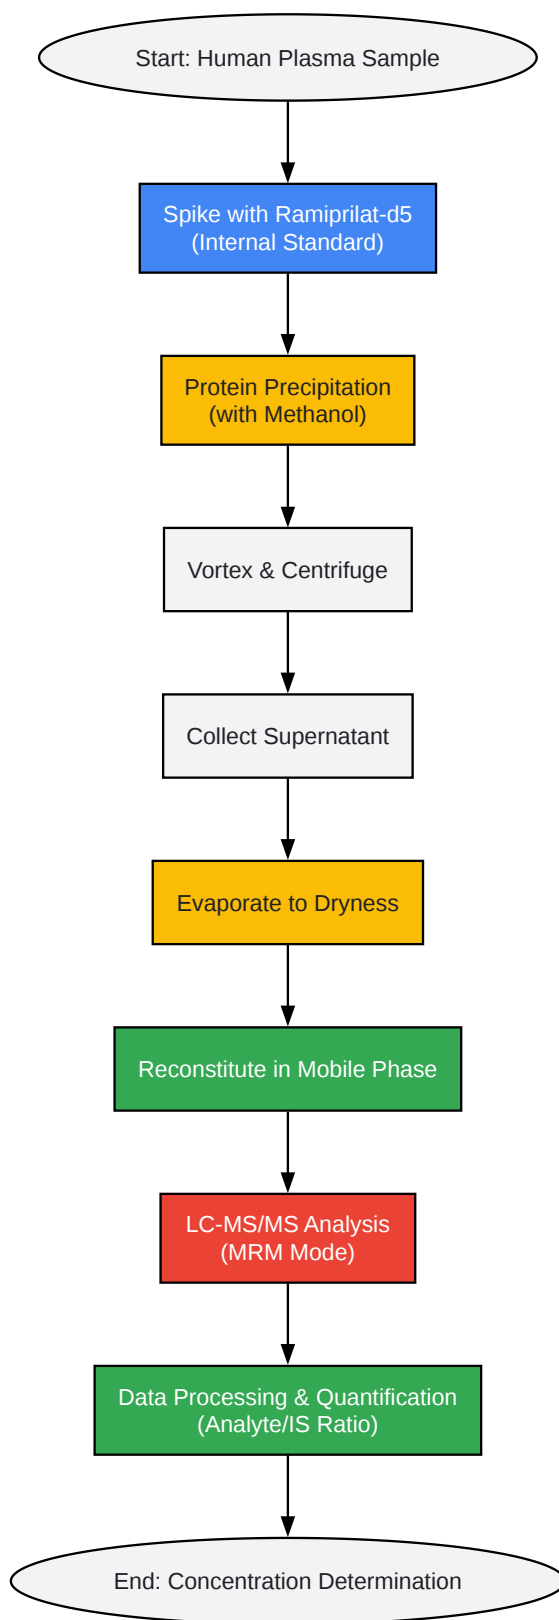 Start: Human Plasma Sample
Spike with Ramiprilat-d5
(Internal Standard)
Protein Precipitation
(with Methanol)
Vortex & Centrifuge
Collect Supernatant
Evaporate to Dryness
Reconstitute in Mobile Phase
LC-MS/MS Analysis
(MRM Mode)
Data Processing & Quantification
(Analyte/IS Ratio)
End: Concentration Determination